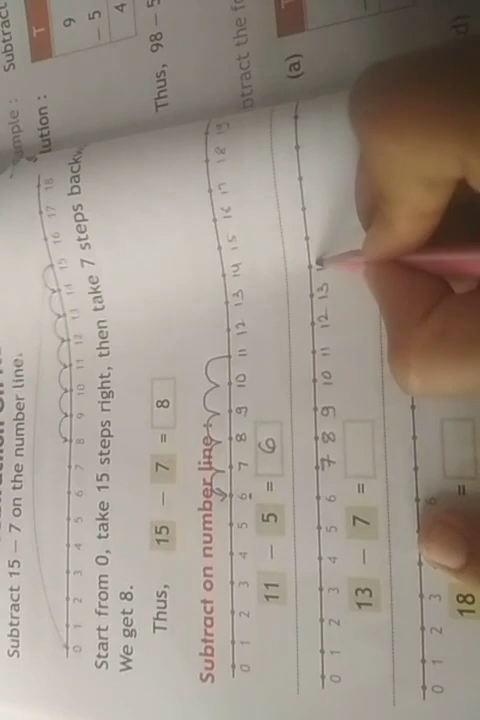 Subtract 15 – 7 on the number line.
0 1 2 3 4 5 6 7 8 9 10 11 12 13 14 15 16 17 18
Start from 0, take 15 steps right, then take 7 steps
We get 8.
Thus, 15 – 7 = 8
Subtract on number line :
0 1 2 3 4 5 6 7 8 9 10 11 12 13 14 15 16 17 18 19
11 – 5 = 6
0 1 2 3 4 5 6 7 8 9 10 11 12 13
13 – 7 =
0 1 2 3 6
18 =
Subtract
T
9
– 5
4
Thus, 98 – 5
(a)
T
d)